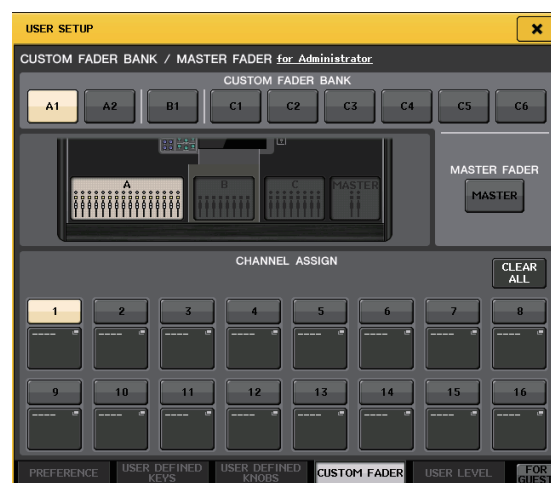 USER SETUP
CUSTOM FADER BANK / MASTER FADER for Administrator
CUSTOM FADER BANK
A1 A2 B1 C1 C2 C3 C4 C5 C6
A B C MASTER
MASTER FADER
MASTER
CHANNEL ASSIGN
CLEAR
ALL
1 2 3 4 5 6 7 8
---- ---- ---- ---- ---- ---- ---- ----
9 10 11 12 13 14 15 16
---- ---- ---- ---- ---- ---- ---- ----
PREFERENCE USER DEFINED KEYS USER DEFINED KNOBS CUSTOM FADER USER LEVEL FOR GUEST